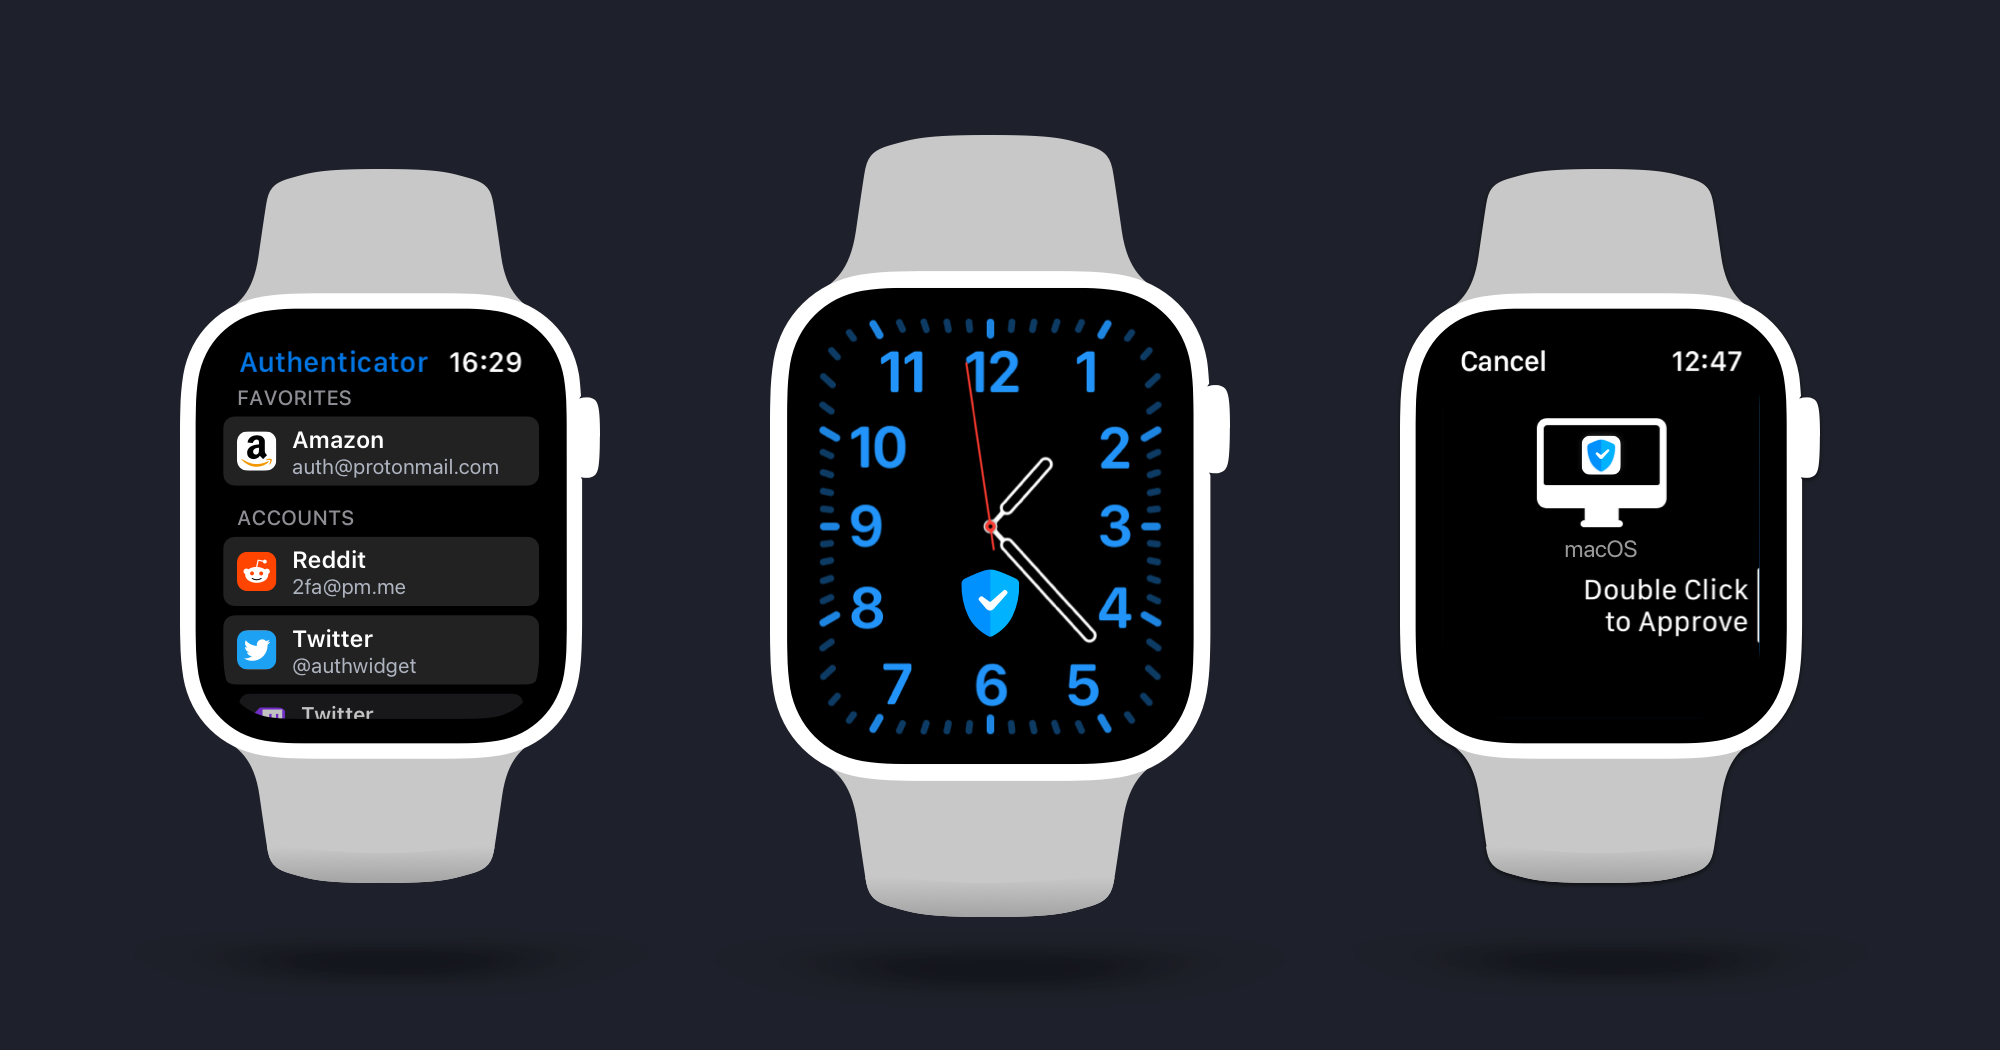 Authenticator 16:29
FAVORITES
Amazon
auth@protonmail.com
ACCOUNTS
Reddit
2fa@pm.me
Twitter
@authwidget
Twitter
11 12 1
10 2
9 3
8 4
7 6 5
Cancel 12:47
macOS
Double Click
to Approve